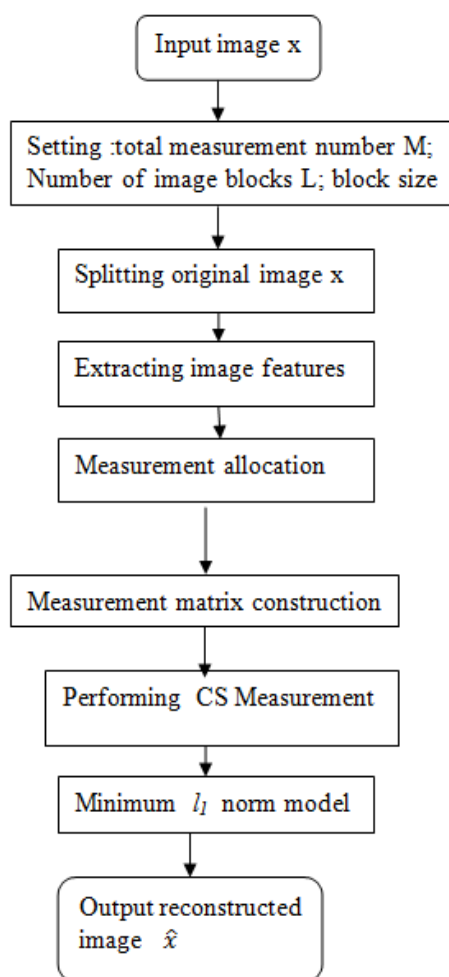 Input image x
Setting :total measurement number M;
Number of image blocks L; block size
Splitting original image x
Extracting image features
Measurement allocation
Measurement matrix construction
Performing CS Measurement
Minimum l₁ norm model
Output reconstructed
image x̂